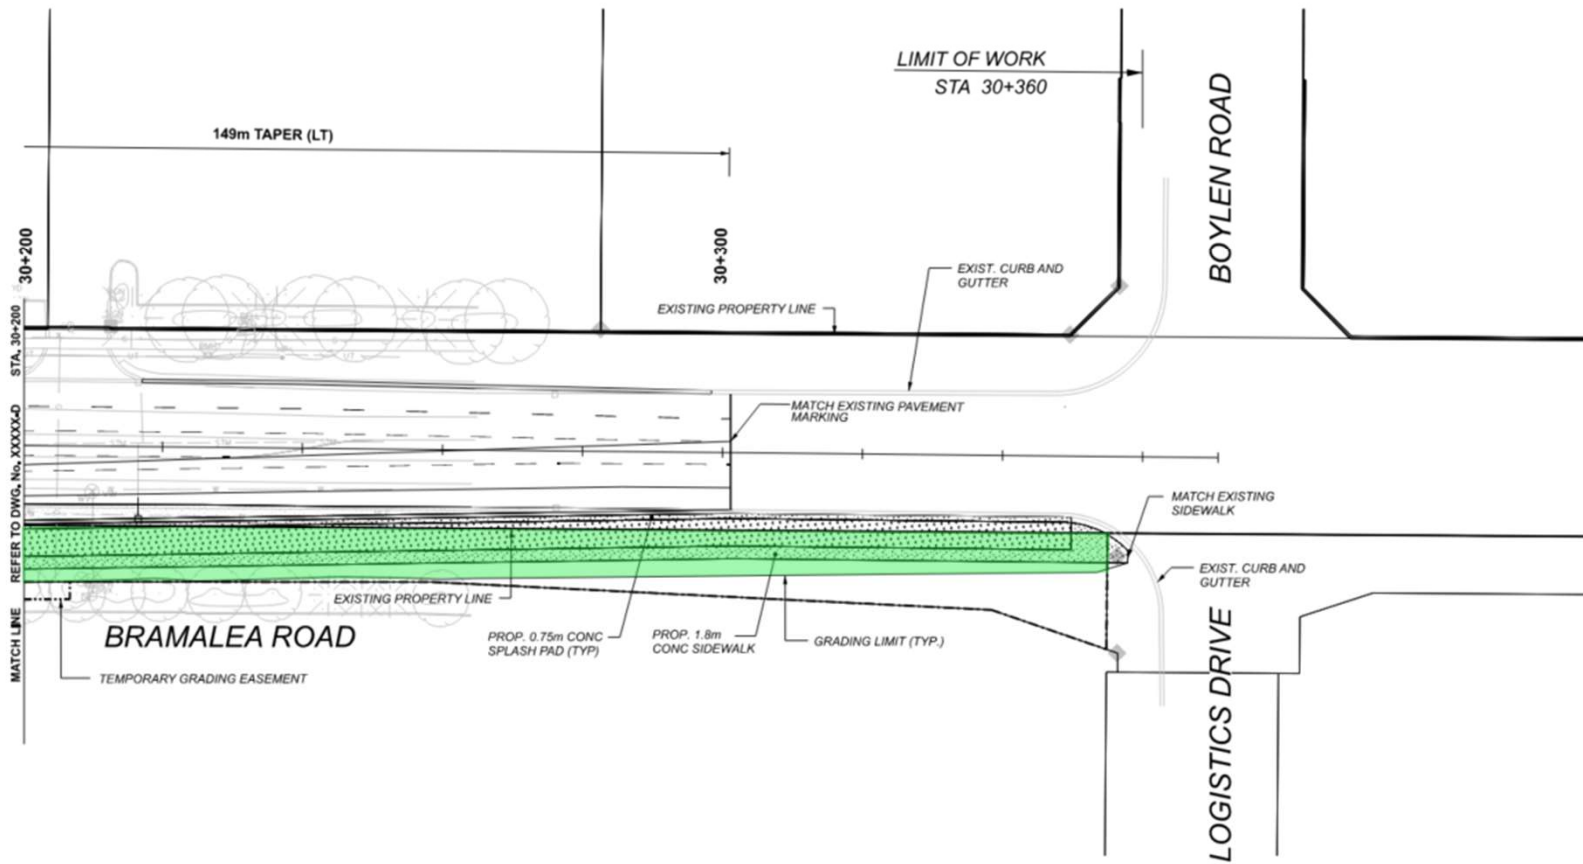 LIMIT OF WORK
STA 30+360
BOYLEN ROAD
149m TAPER (LT)
30+200
30+300
EXIST. CURB AND
GUTTER
EXISTING PROPERTY LINE
MATCH EXISTING PAVEMENT
MARKING
MATCH LINE REFER TO DWG. No. XXXXX-D STA. 30+200
MATCH EXISTING
SIDEWALK
EXIST. CURB AND
GUTTER
EXISTING PROPERTY LINE
BRAMALEA ROAD
PROP. 0.75m CONC
SPLASH PAD (TYP)
PROP. 1.8m
CONC SIDEWALK
GRADING LIMIT (TYP.)
TEMPORARY GRADING EASEMENT
LOGISTICS DRIVE